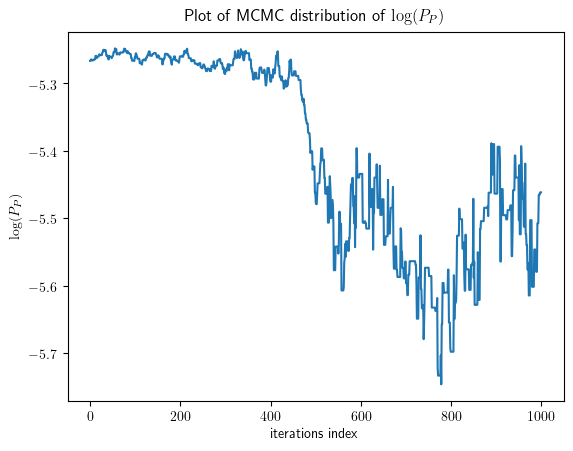 Plot of MCMC distribution of log(P_P)
log(P_P)
−5.3
−5.4
−5.5
−5.6
−5.7
0 200 400 600 800 1000
iterations index